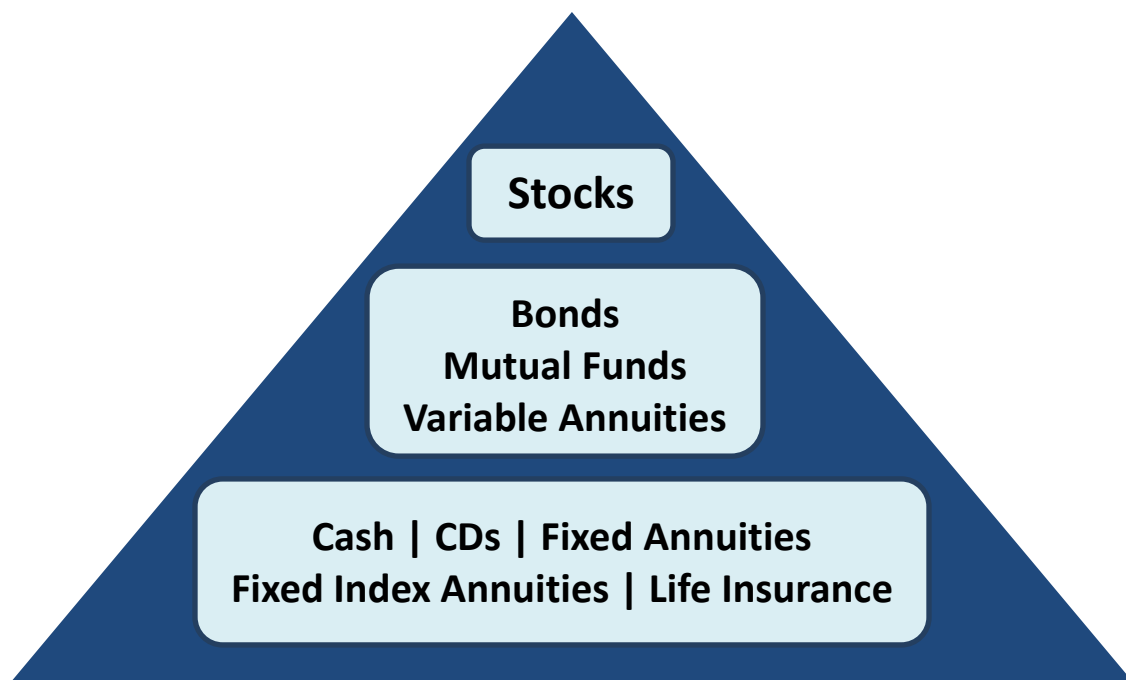 Stocks
Bonds
Mutual Funds
Variable Annuities
Cash | CDs | Fixed Annuities
Fixed Index Annuities | Life Insurance